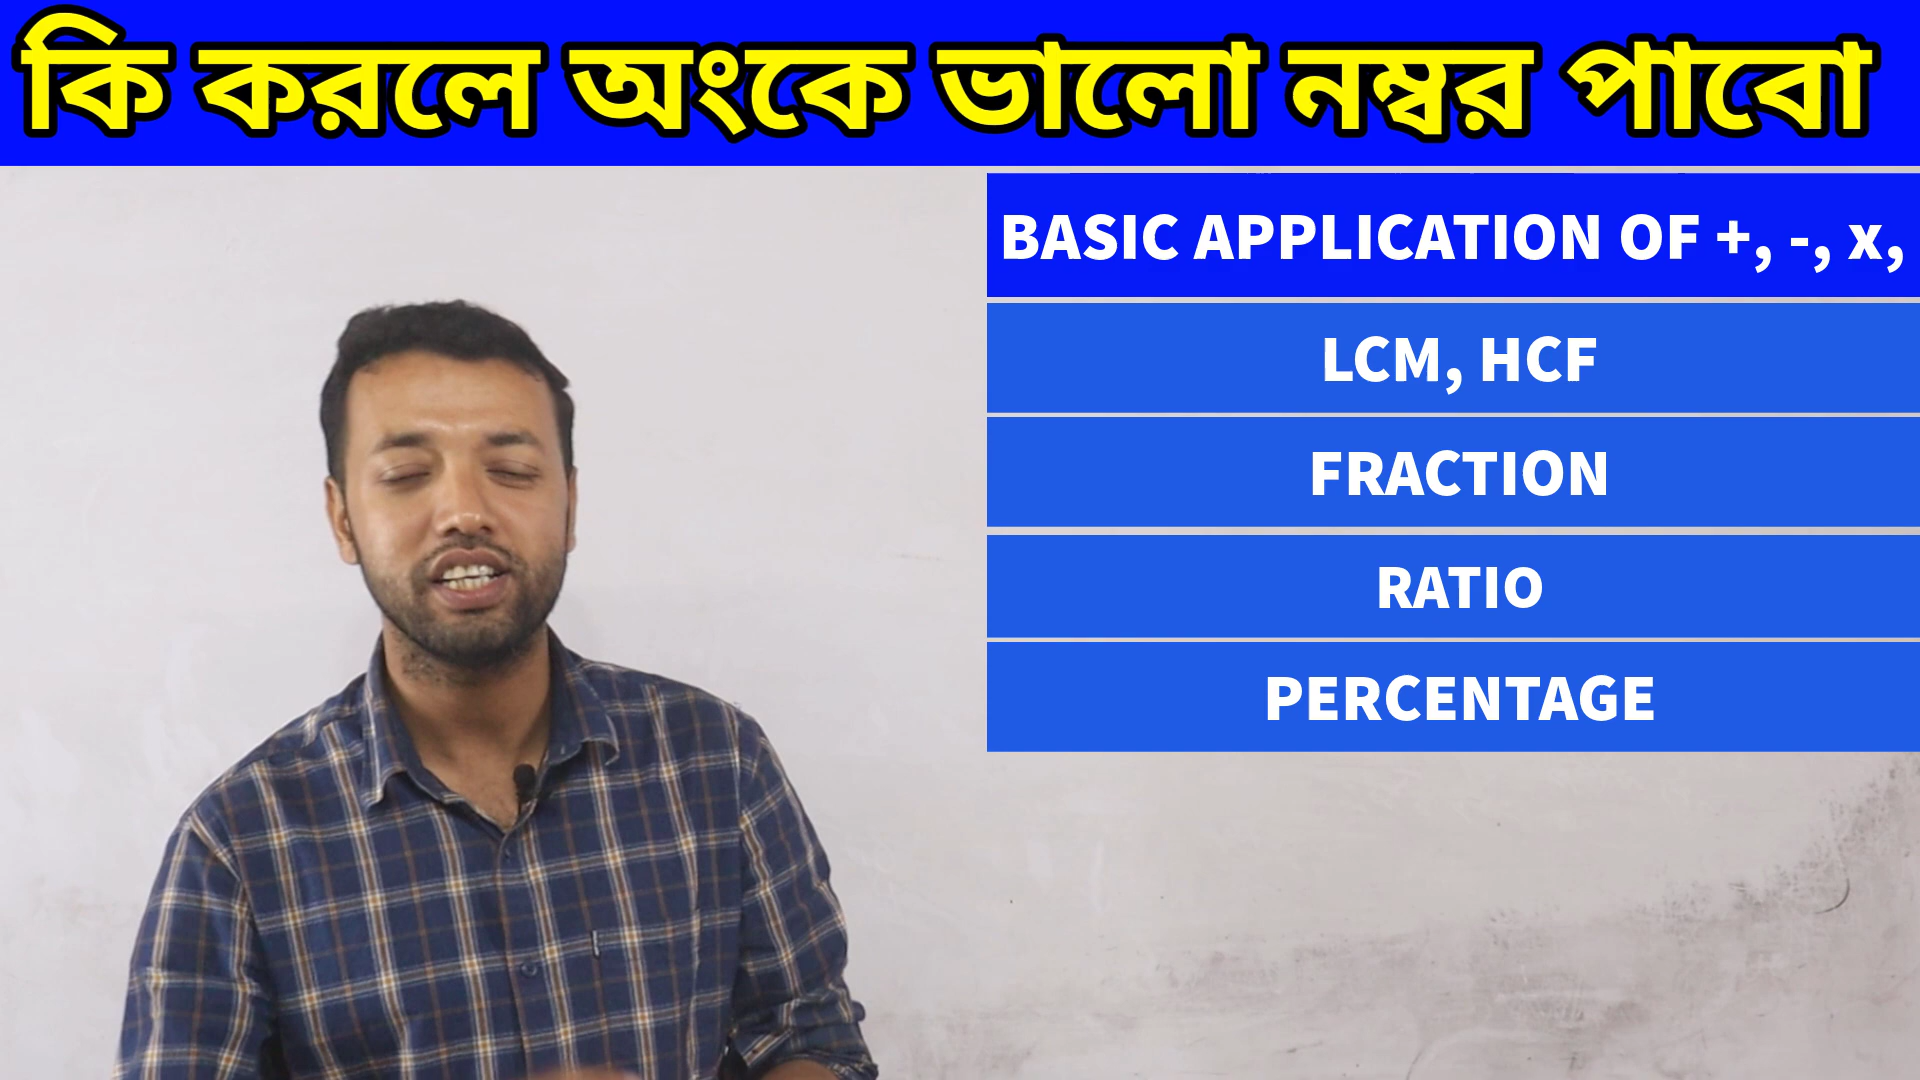 কি করলে অংকে ভালো নম্বর পাবো
BASIC APPLICATION OF +, -, x,
LCM, HCF
FRACTION
RATIO
PERCENTAGE